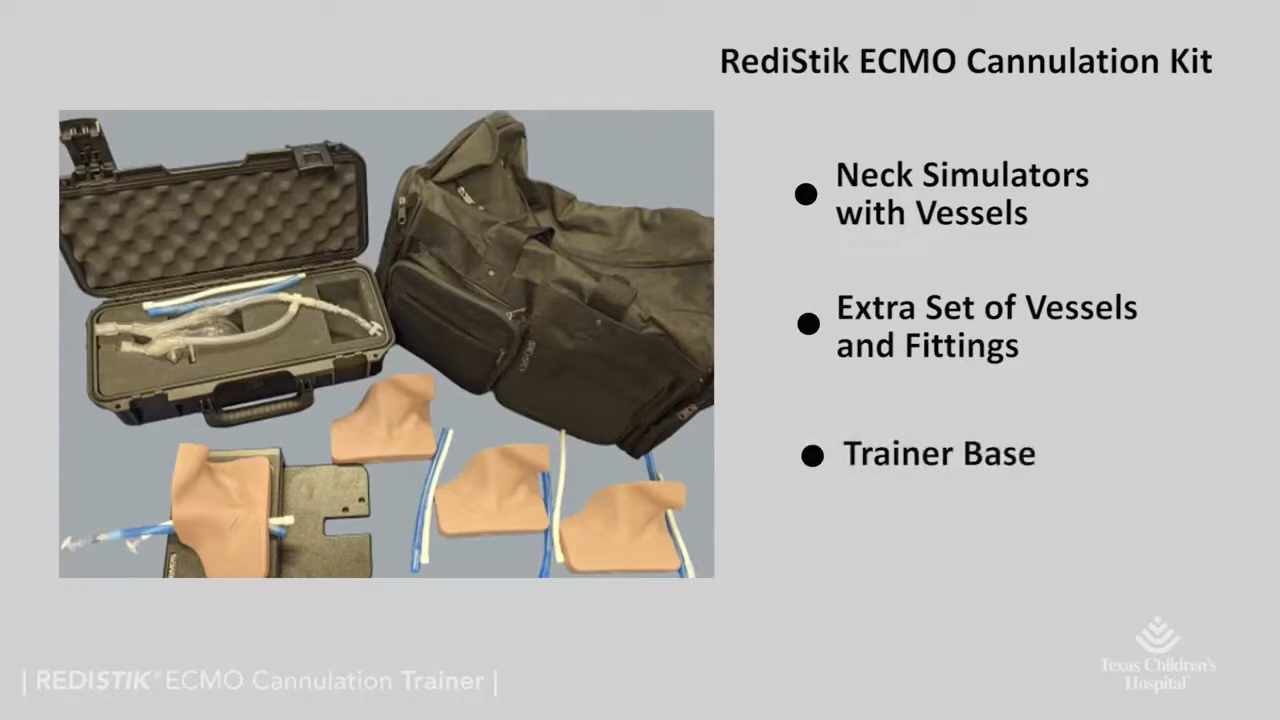 RediStik ECMO Cannulation Kit
● Neck Simulators
with Vessels
● Extra Set of Vessels
and Fittings
● Trainer Base
| REDISTIK® ECMO Cannulation Trainer |
Texas Children's
Hospital